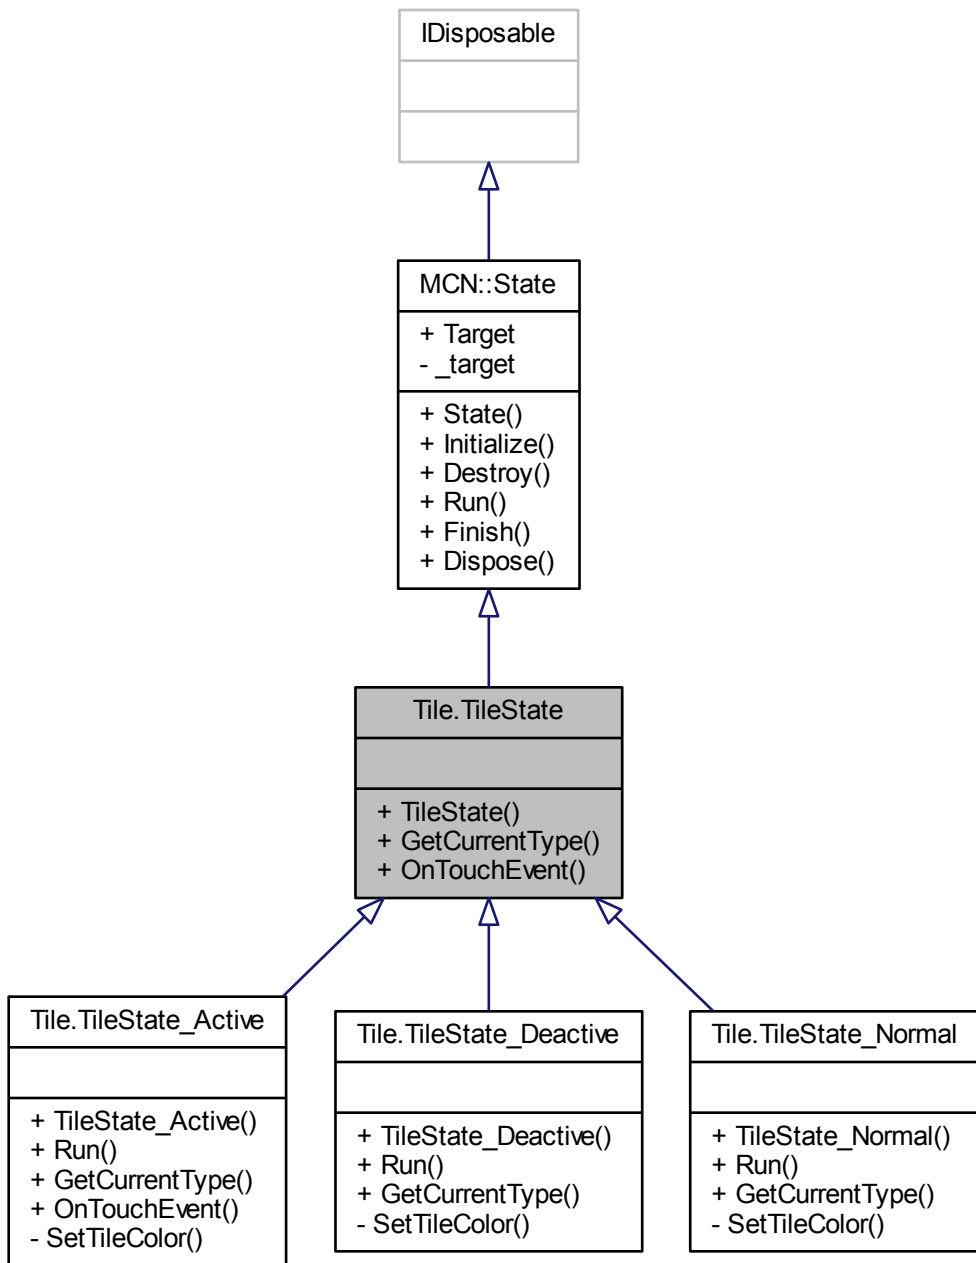 IDisposable
MCN::State
+ Target
- _target
+ State()
+ Initialize()
+ Destroy()
+ Run()
+ Finish()
+ Dispose()
Tile.TileState
+ TileState()
+ GetCurrentType()
+ OnTouchEvent()
Tile.TileState_Active
+ TileState_Active()
+ Run()
+ GetCurrentType()
+ OnTouchEvent()
- SetTileColor()
Tile.TileState_Deactive
+ TileState_Deactive()
+ Run()
+ GetCurrentType()
- SetTileColor()
Tile.TileState_Normal
+ TileState_Normal()
+ Run()
+ GetCurrentType()
- SetTileColor()